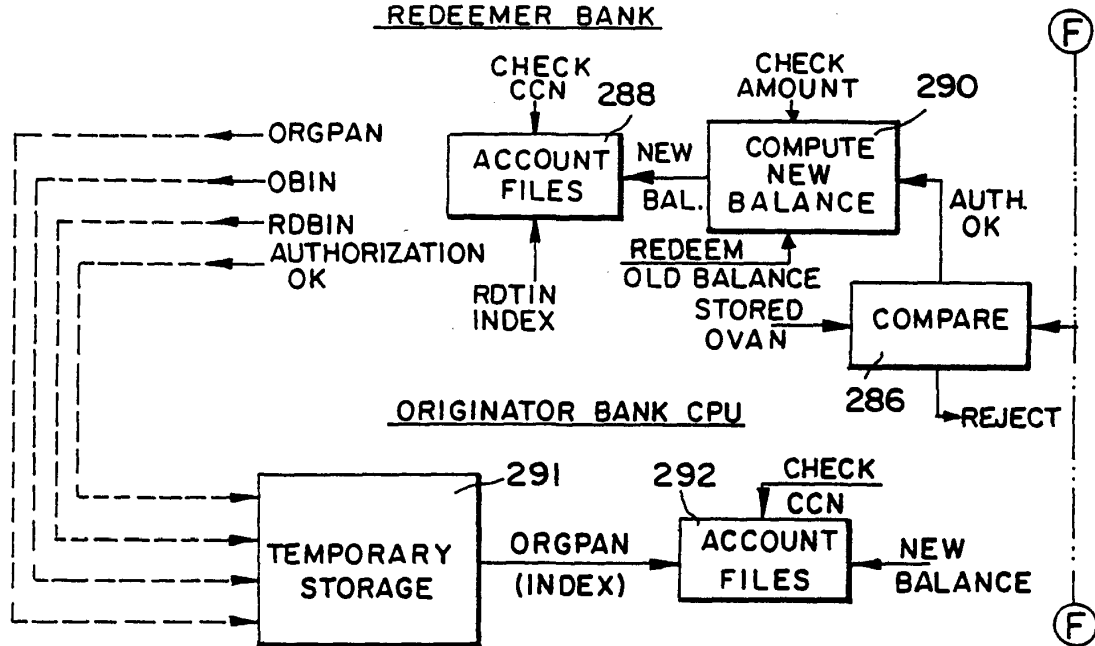 REDEEMER BANK
F
CHECK
CCN
288
CHECK
AMOUNT
290
ORGPAN
OBIN
RDBIN
AUTHORIZATION
OK
ACCOUNT
FILES
NEW
BAL.
COMPUTE
NEW
BALANCE
AUTH.
OK
RDTIN
INDEX
REDEEM
OLD BALANCE
STORED
OVAN
COMPARE
286
REJECT
ORIGINATOR BANK CPU
291
TEMPORARY
STORAGE
ORGPAN
(INDEX)
292
CHECK
CCN
ACCOUNT
FILES
NEW
BALANCE
F